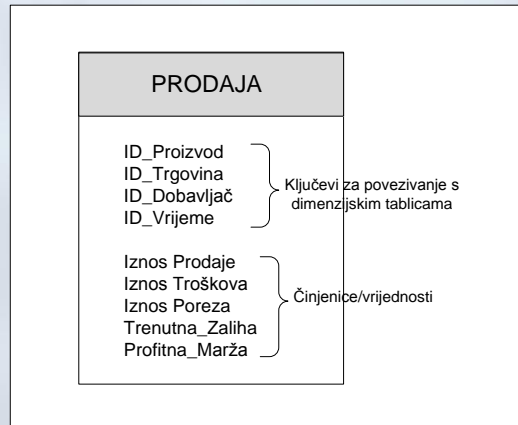 PRODAJA
ID_Proizvod
ID_Trgovina
ID_Dobavljač
ID_Vrijeme
Ključevi za povezivanje s
dimenzijskim tablicama
Iznos Prodaje
Iznos Troškova
Iznos Poreza
Trenutna_Zaliha
Profitna_Marža
Činjenice/vrijednosti